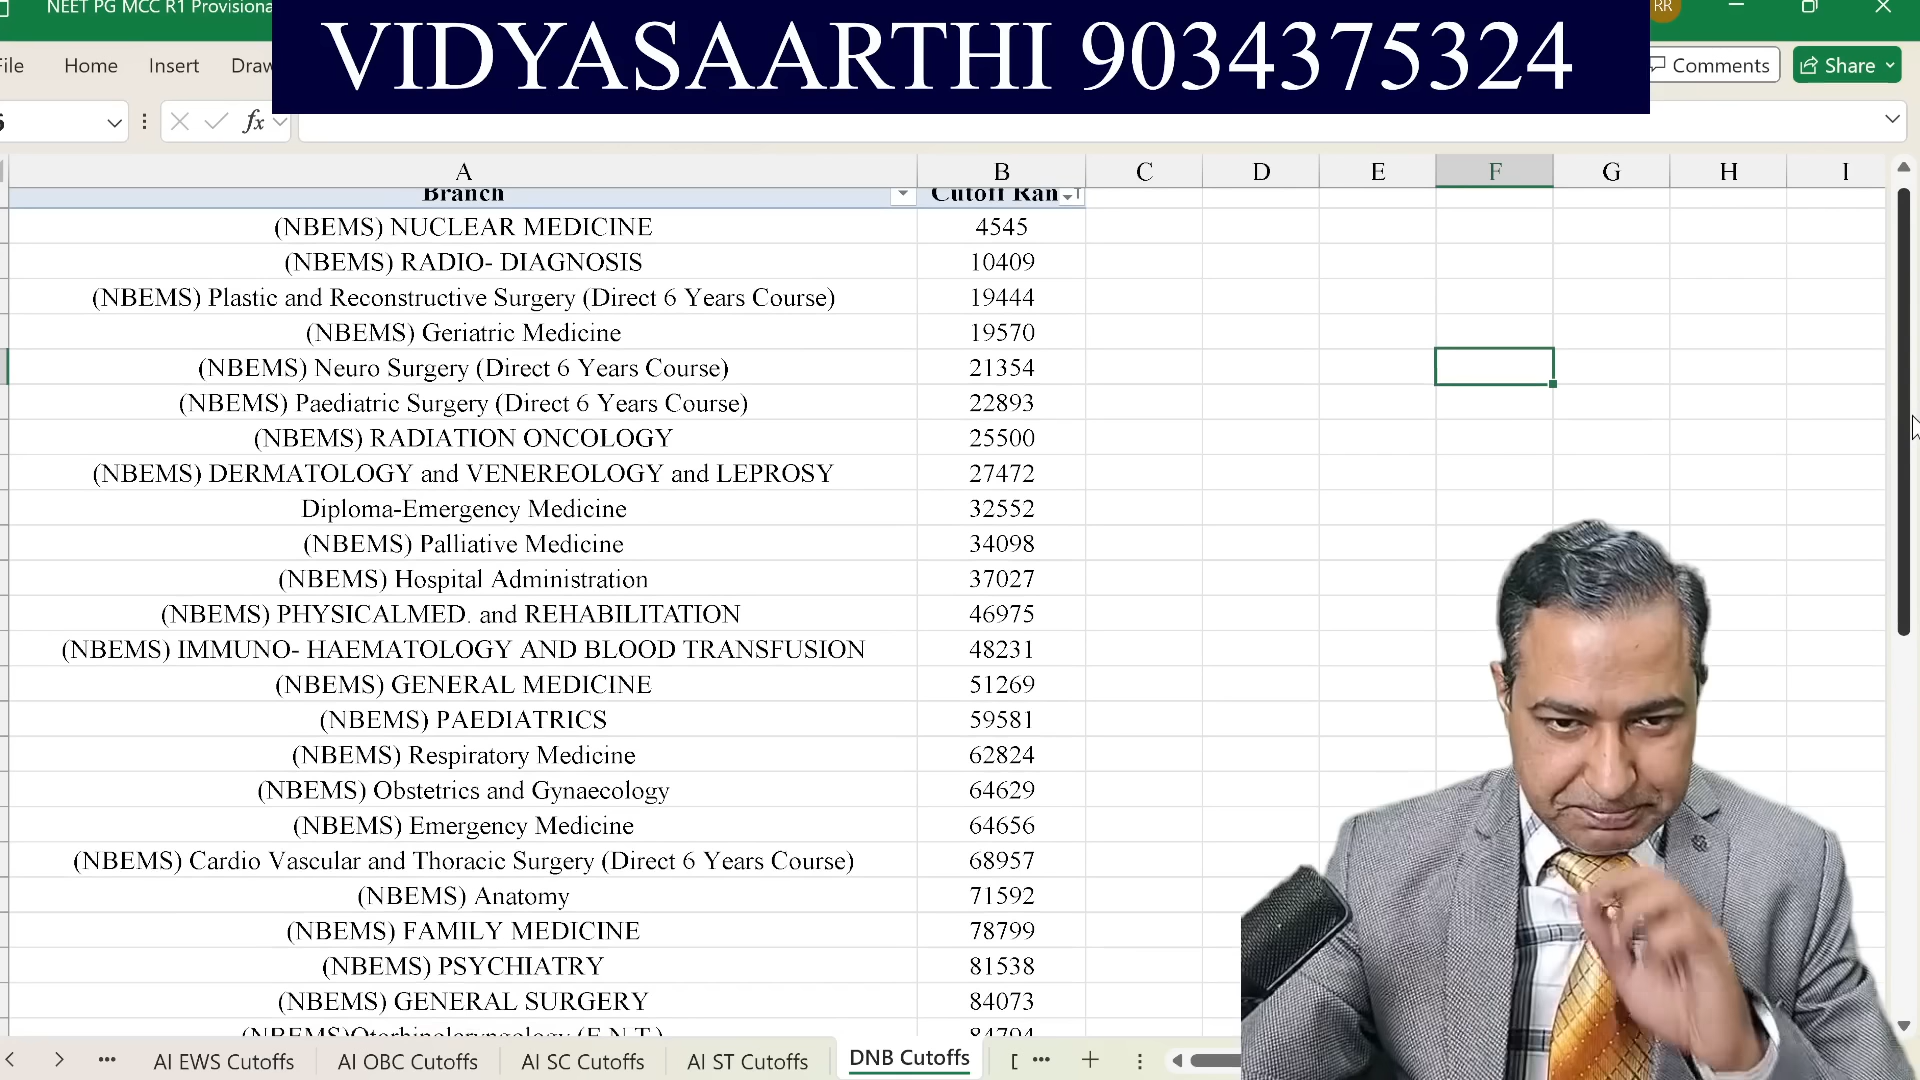 NEET PG MCC R1 Provisiona
VIDYASAARTHI 9034375324
RR
File Home Insert Draw
Comments Share
fx
A B C D E F G H I
Branch Cutoff Ran
(NBEMS) NUCLEAR MEDICINE 4545
(NBEMS) RADIO- DIAGNOSIS 10409
(NBEMS) Plastic and Reconstructive Surgery (Direct 6 Years Course) 19444
(NBEMS) Geriatric Medicine 19570
(NBEMS) Neuro Surgery (Direct 6 Years Course) 21354
(NBEMS) Paediatric Surgery (Direct 6 Years Course) 22893
(NBEMS) RADIATION ONCOLOGY 25500
(NBEMS) DERMATOLOGY and VENEREOLOGY and LEPROSY 27472
Diploma-Emergency Medicine 32552
(NBEMS) Palliative Medicine 34098
(NBEMS) Hospital Administration 37027
(NBEMS) PHYSICALMED. and REHABILITATION 46975
(NBEMS) IMMUNO- HAEMATOLOGY AND BLOOD TRANSFUSION 48231
(NBEMS) GENERAL MEDICINE 51269
(NBEMS) PAEDIATRICS 59581
(NBEMS) Respiratory Medicine 62824
(NBEMS) Obstetrics and Gynaecology 64629
(NBEMS) Emergency Medicine 64656
(NBEMS) Cardio Vascular and Thoracic Surgery (Direct 6 Years Course) 68957
(NBEMS) Anatomy 71592
(NBEMS) FAMILY MEDICINE 78799
(NBEMS) PSYCHIATRY 81538
(NBEMS) GENERAL SURGERY 84073
(NBEMS)Otorhinolaryngology (E.N.T.) 84794
AI EWS Cutoffs AI OBC Cutoffs AI SC Cutoffs AI ST Cutoffs DNB Cutoffs